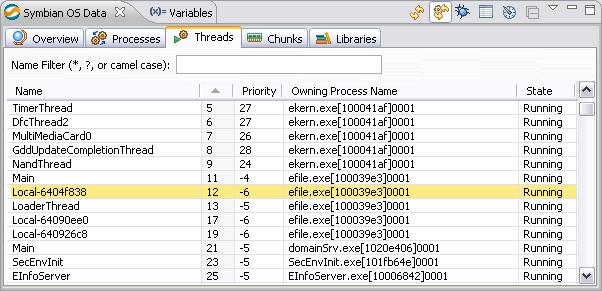 Symbian OS Data Variables
Overview Processes Threads Chunks Libraries
Name Filter (*, ?, or camel case):
Name Priority Owning Process Name State
TimerThread 5 27 ekern.exe[100041af]0001 Running
DfcThread2 6 27 ekern.exe[100041af]0001 Running
MultiMediaCard0 7 26 ekern.exe[100041af]0001 Running
GddUpdateCompletionThread 8 28 ekern.exe[100041af]0001 Running
NandThread 9 24 ekern.exe[100041af]0001 Running
Main 11 -4 efile.exe[100039e3]0001 Running
Local-6404f838 12 -6 efile.exe[100039e3]0001 Running
LoaderThread 13 -5 efile.exe[100039e3]0001 Running
Local-64090ee0 17 -6 efile.exe[100039e3]0001 Running
Local-640926c8 19 -6 efile.exe[100039e3]0001 Running
Main 21 -5 domainSrv.exe[1020e406]0001 Running
SecEnvInit 23 -5 SecEnvInit.exe[101fb64e]0001 Running
EInfoServer 25 -5 EInfoServer.exe[10006842]0001 Running